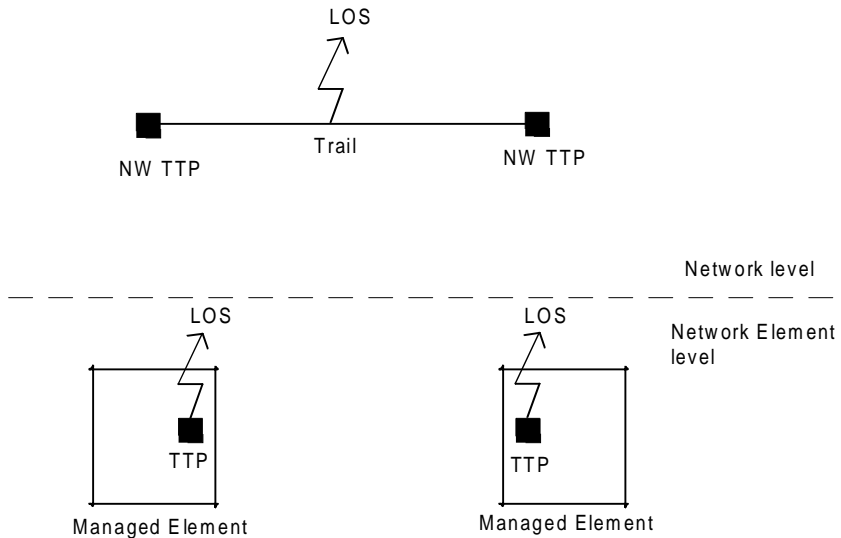 LOS
Trail
NW TTP
NW TTP
Network level
LOS
LOS
Network Element
level
TTP
TTP
Managed Element
Managed Element